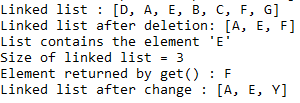 Linked list : [D, A, E, B, C, F, G]
Linked list after deletion: [A, E, F]
List contains the element 'E'
Size of linked list = 3
Element returned by get() : F
Linked list after change : [A, E, Y]